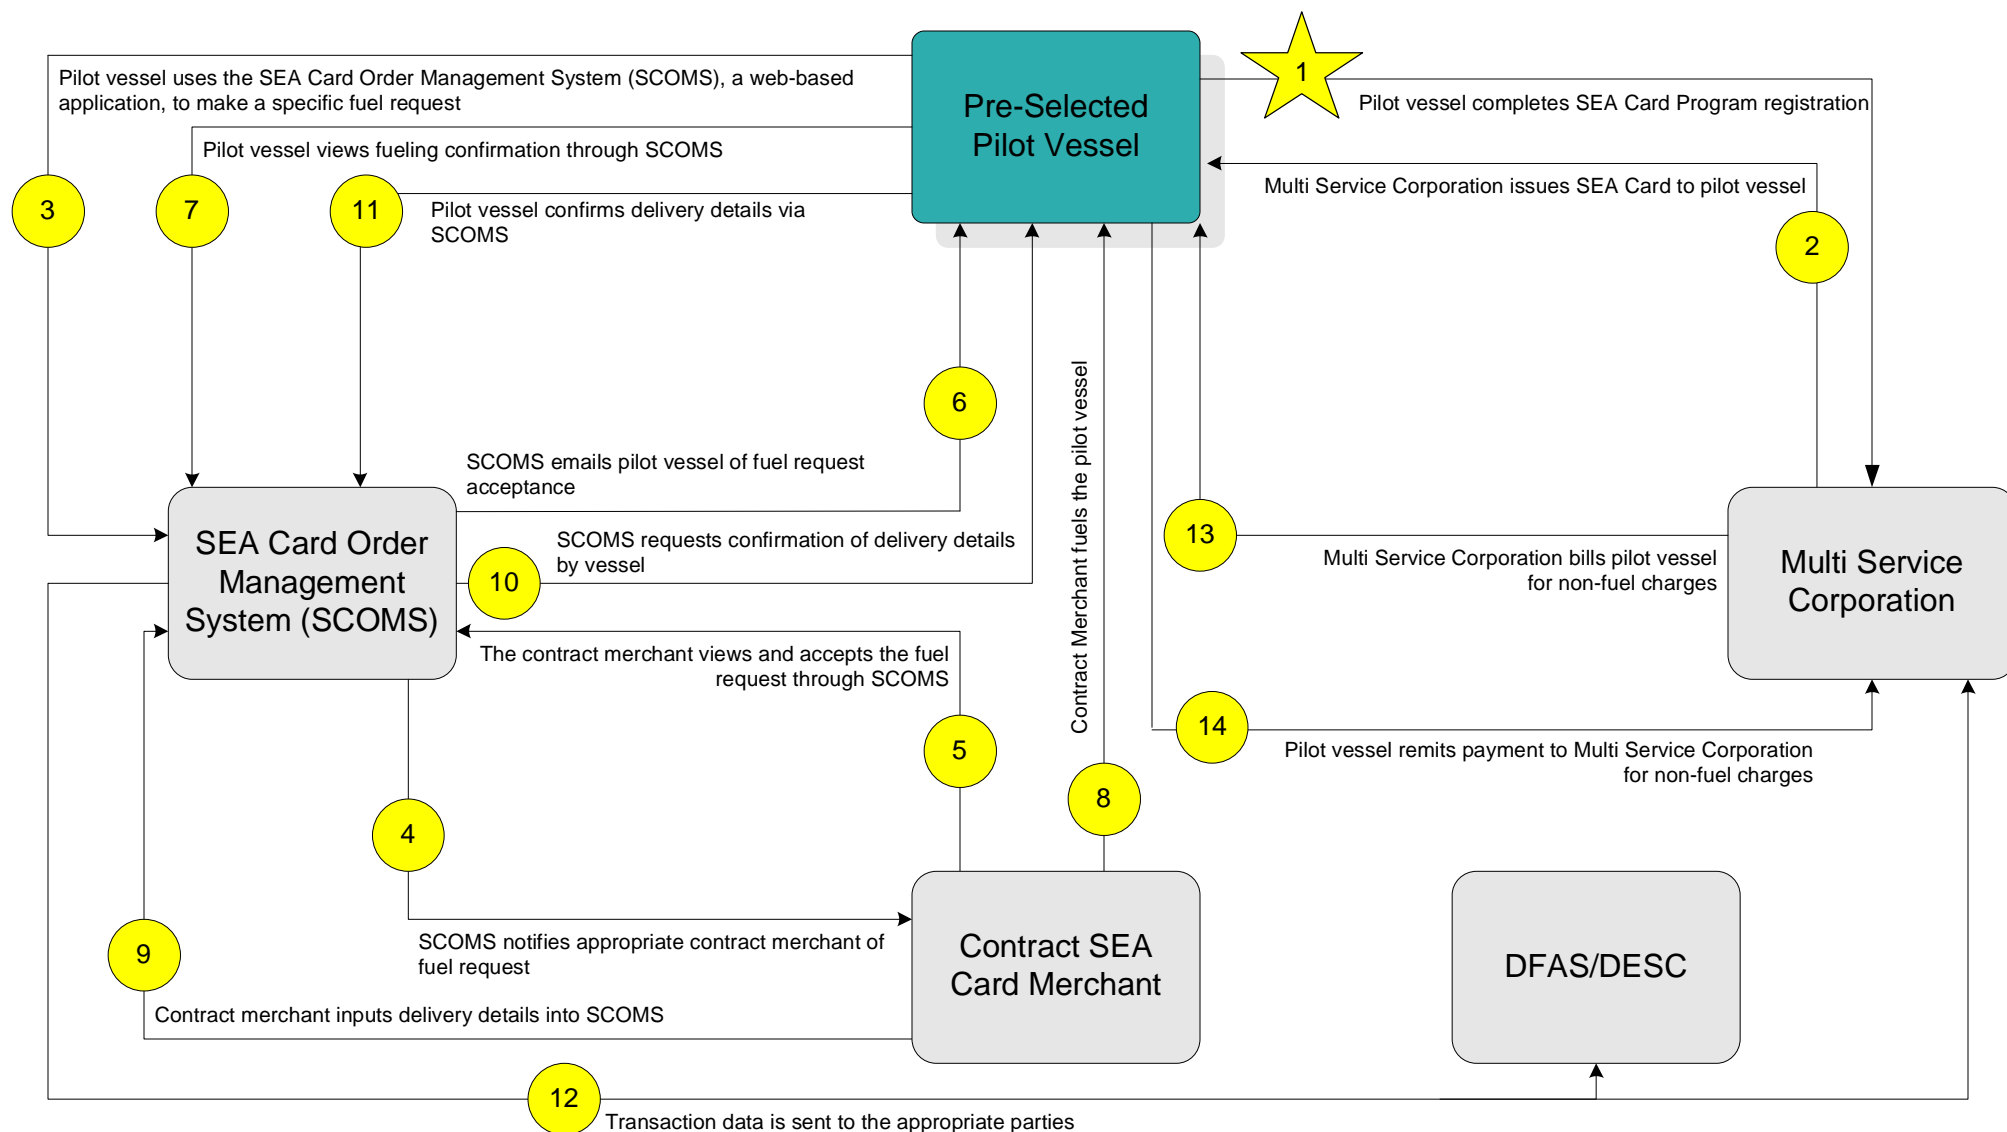 1
Pre-Selected
Pilot Vessel
Pilot vessel uses the SEA Card Order Management System (SCOMS), a web-based
application, to make a specific fuel request
Pilot vessel completes SEA Card Program registration
Pilot vessel views fueling confirmation through SCOMS
Multi Service Corporation issues SEA Card to pilot vessel
3
7
11
Pilot vessel confirms delivery details via
SCOMS
2
6
Contract Merchant fuels the pilot vessel
SCOMS emails pilot vessel of fuel request
acceptance
SEA Card Order
Management
System (SCOMS)
10
SCOMS requests confirmation of delivery details
by vessel
13
Multi Service Corporation bills pilot vessel
for non-fuel charges
Multi Service
Corporation
The contract merchant views and accepts the fuel
request through SCOMS
14
Pilot vessel remits payment to Multi Service Corporation
for non-fuel charges
5
8
4
SCOMS notifies appropriate contract merchant of
fuel request
9
Contract SEA
Card Merchant
DFAS/DESC
Contract merchant inputs delivery details into SCOMS
12
Transaction data is sent to the appropriate parties